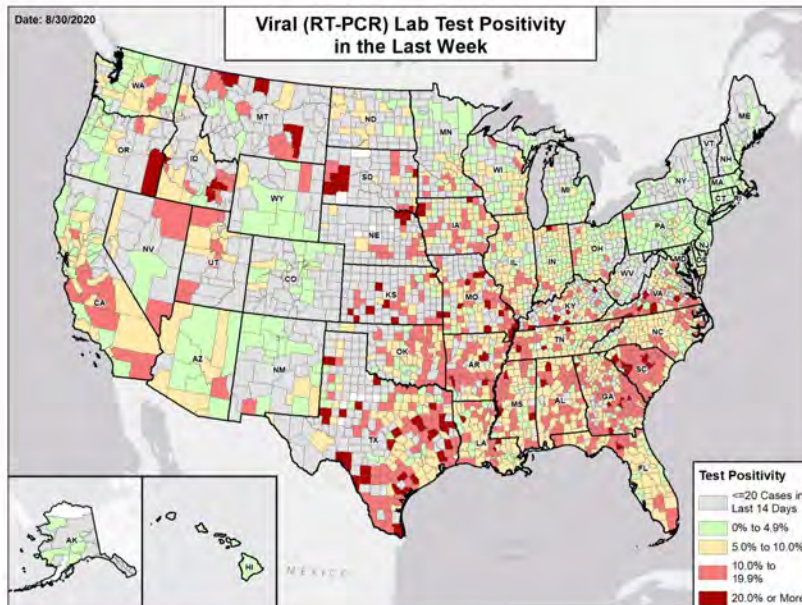 Date: 8/30/2020
Viral (RT-PCR) Lab Test Positivity
in the Last Week
WA
MT
ND
MN
ME
OR
ID
SD
WI
MI
VT
NH
NY
MA
CT
WY
IA
NE
PA
NJ
NV
UT
CO
IL
IN
OH
MD
DE
WV
CA
KS
MO
KY
VA
AZ
NM
OK
AR
TN
NC
SC
MS
AL
GA
TX
LA
FL
AK
HI
MEXICO
Test Positivity
<=20 Cases in
Last 14 Days
0% to 4.9%
5.0% to 10.0%
10.0% to
19.9%
20.0% or More